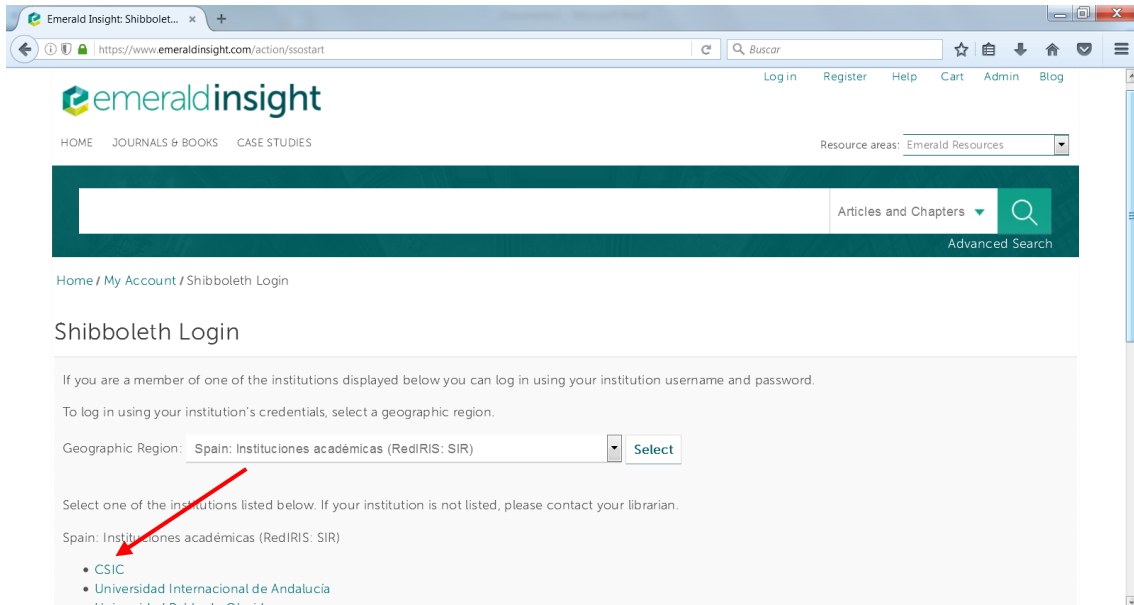 Emerald Insight: Shibbolet... × +
https://www.emeraldinsight.com/action/ssostart
Buscar
Log in Register Help Cart Admin Blog
emeraldinsight
HOME JOURNALS & BOOKS CASE STUDIES
Resource areas: Emerald Resources
Articles and Chapters
Advanced Search
Home / My Account / Shibboleth Login
Shibboleth Login
If you are a member of one of the institutions displayed below you can log in using your institution username and password.
To log in using your institution's credentials, select a geographic region.
Geographic Region: Spain: Instituciones académicas (RedIRIS: SIR) Select
Select one of the institutions listed below. If your institution is not listed, please contact your librarian.
Spain: Instituciones académicas (RedIRIS: SIR)
• CSIC
• Universidad Internacional de Andalucía